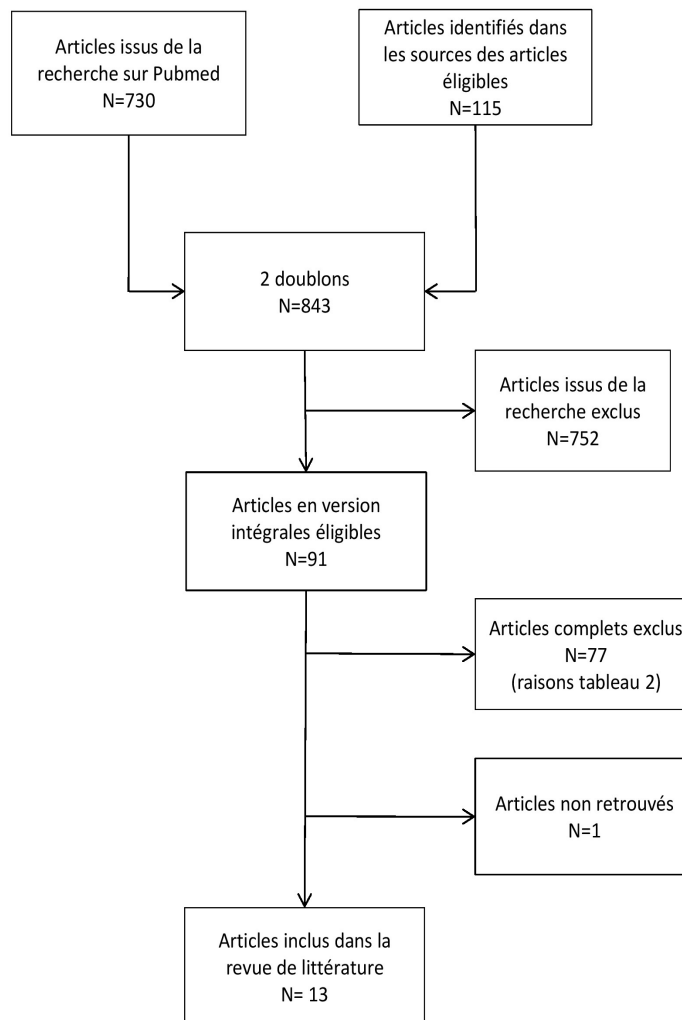 Articles issus de la
recherche sur Pubmed
N=730
Articles identifiés dans
les sources des articles
éligibles
N=115
2 doublons
N=843
Articles issus de la
recherche exclus
N=752
Articles en version
intégrales éligibles
N=91
Articles complets exclus
N=77
(raisons tableau 2)
Articles non retrouvés
N=1
Articles inclus dans la
revue de littérature
N= 13